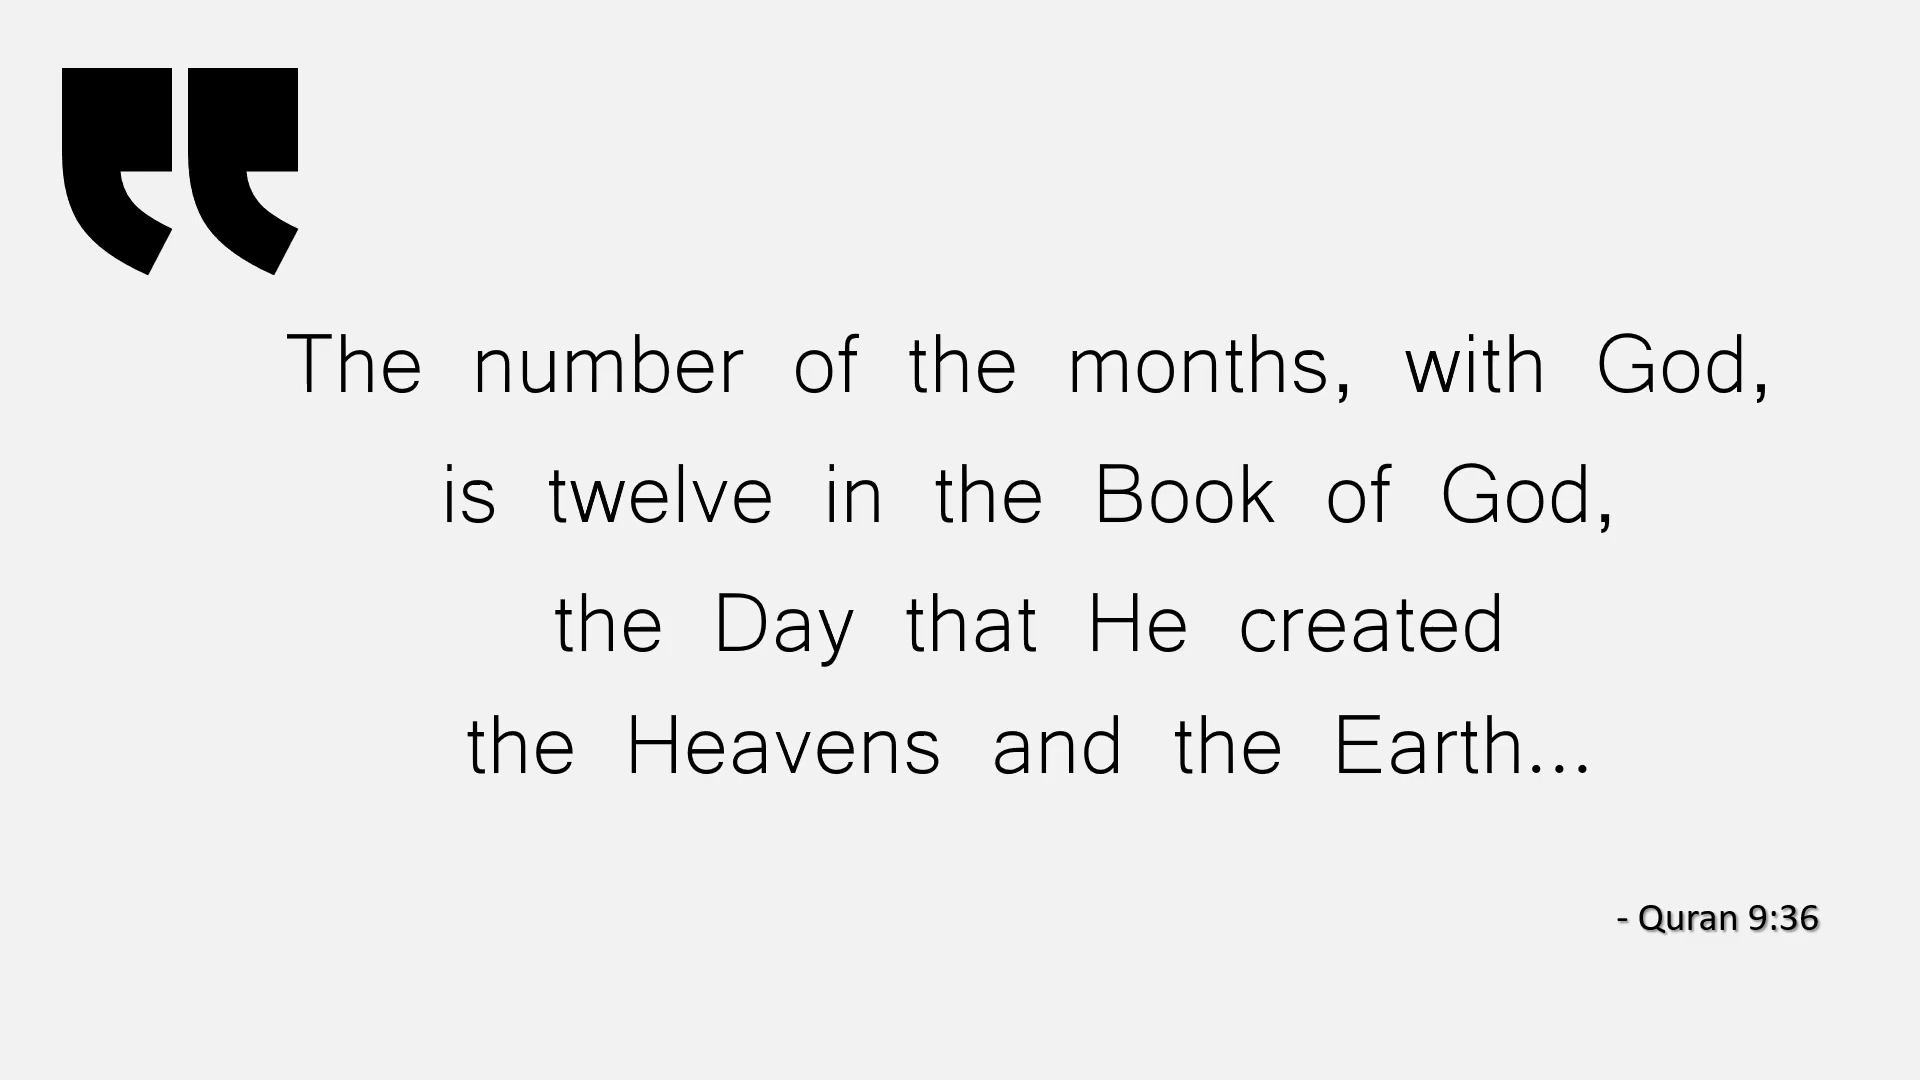 The number of the months, with God,
is twelve in the Book of God,
the Day that He created
the Heavens and the Earth...
- Quran 9:36